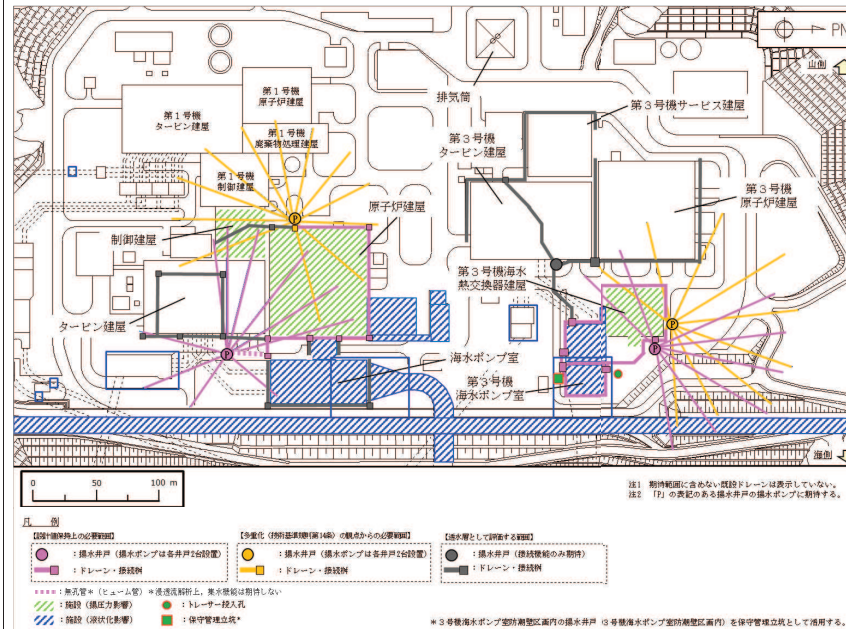 PN
山側
排気筒
第１号機
原子炉建屋
第１号機
タービン建屋
第１号機
廃棄物処理建屋
第１号機
制御建屋
第３号機サービス建屋
第３号機
タービン建屋
第３号機
原子炉建屋
原子炉建屋
制御建屋
タービン建屋
第３号機海水
熱交換器建屋
海水ポンプ室
第３号機
海水ポンプ室
P
P
P
P
海側
0 50 100 m
注1 期待範囲に含めない既設ドレーンは表示していない。
注2 「P」の表記のある揚水井戸の揚水ポンプに期待する。
凡 例
【設計値保持上の必要範囲】
：揚水井戸（揚水ポンプは各井戸2台設置）
：ドレーン・接続桝
【多重化（技術基準規則第14条）の観点からの必要範囲】
：揚水井戸（揚水ポンプは各井戸2台設置）
：ドレーン・接続桝
【透水層として評価する範囲】
：揚水井戸（接続機能のみ期待）
：ドレーン・接続桝
：無孔管＊（ヒューム管）＊浸透流解析上，集水機能は期待しない
：施設（揚圧力影響） ：トレーサー投入孔
：施設（液状化影響） ：保守管理立坑*
＊３号機海水ポンプ室防潮壁区画内の揚水井戸（3号機海水ポンプ室防潮壁区画内）を保守管理立坑として活用する。